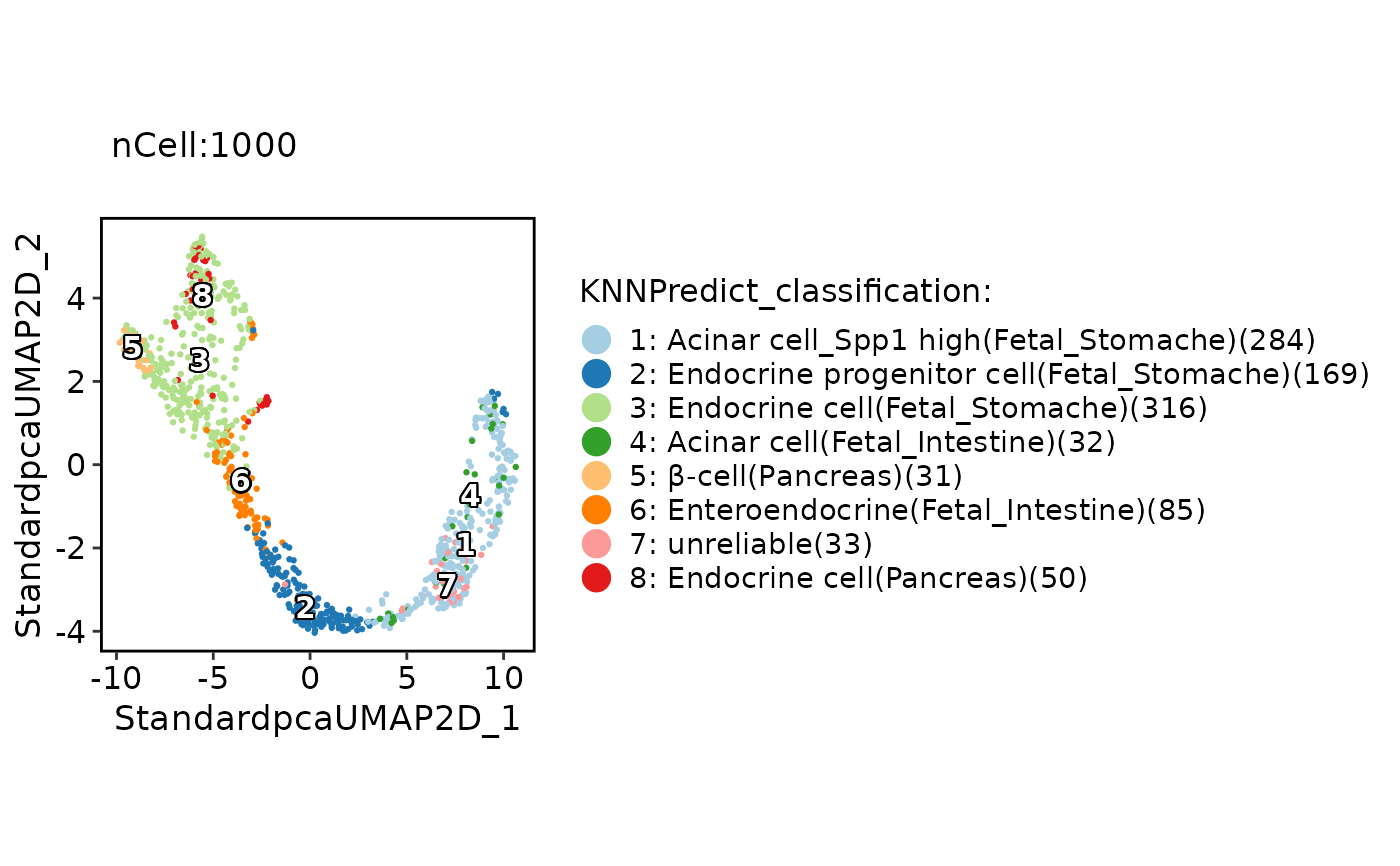 nCell:1000
StandardpcaUMAP2D_2
4
2
0
-2
-4
8
5
3
6
4
1
7
2
-10 -5 0 5 10
StandardpcaUMAP2D_1
KNNPredict_classification:
1: Acinar cell_Spp1 high(Fetal_Stomache)(284)
2: Endocrine progenitor cell(Fetal_Stomache)(169)
3: Endocrine cell(Fetal_Stomache)(316)
4: Acinar cell(Fetal_Intestine)(32)
5: β-cell(Pancreas)(31)
6: Enteroendocrine(Fetal_Intestine)(85)
7: unreliable(33)
8: Endocrine cell(Pancreas)(50)